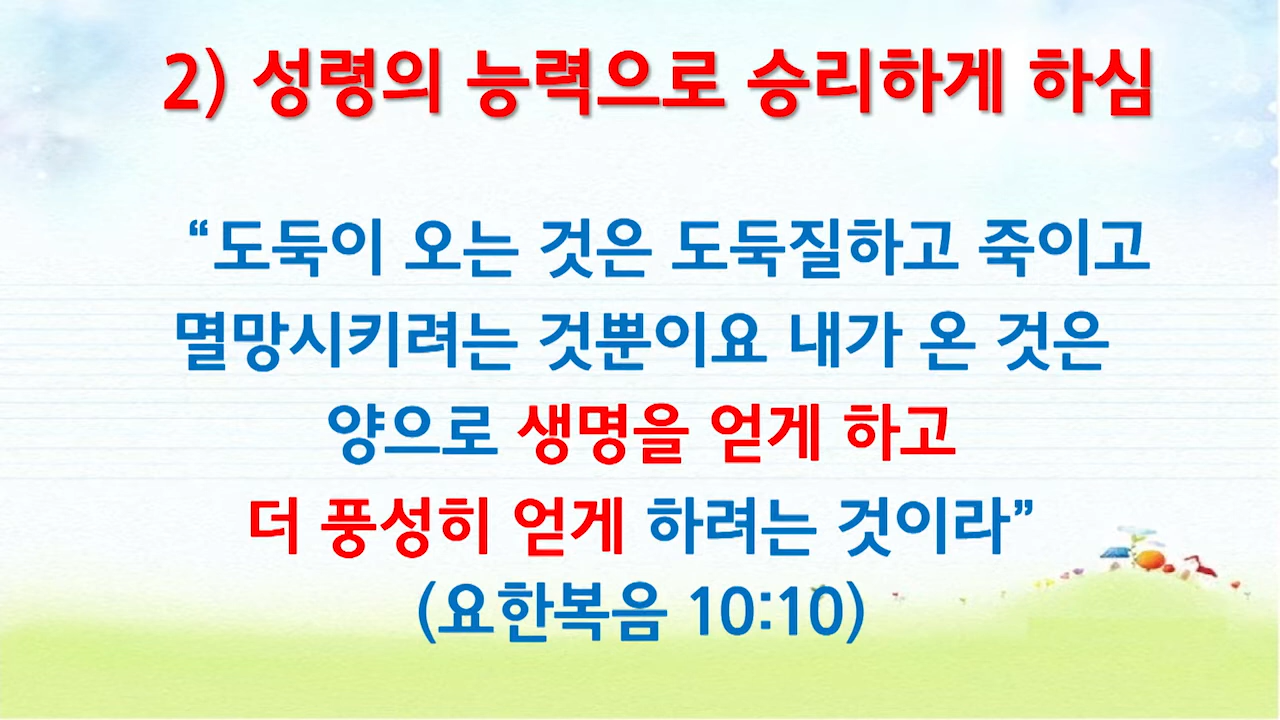 2) 성령의 능력으로 승리하게 하심
“도둑이 오는 것은 도둑질하고 죽이고
멸망시키려는 것뿐이요 내가 온 것은
양으로 생명을 얻게 하고
더 풍성히 얻게 하려는 것이라”
(요한복음 10:10)